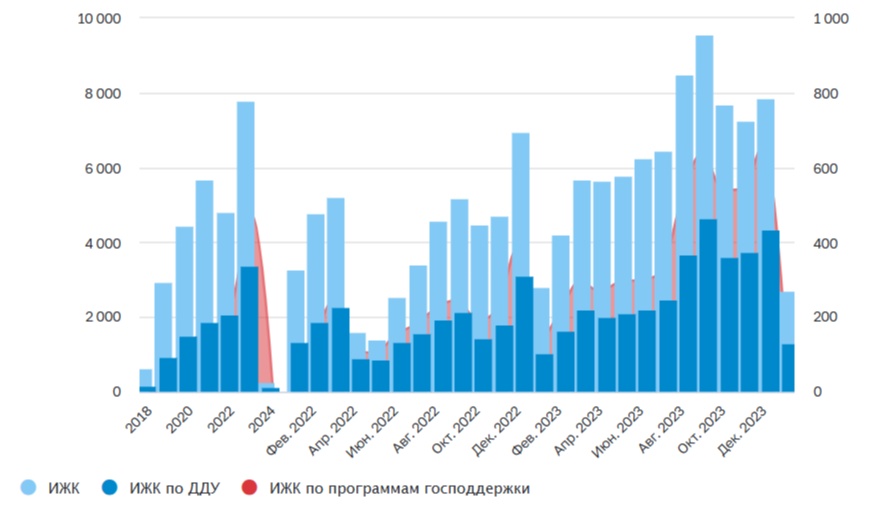 10 000 1 000
8 000 800
6 000 600
4 000 400
2 000 200
0 0
2018 2020 2022 2024 Фев. 2022 Апр. 2022 Июн. 2022 Авг. 2022 Окт. 2022 Дек. 2022 Фев. 2023 Апр. 2023 Июн. 2023 Авг. 2023 Окт. 2023 Дек. 2023
ИЖК ИЖК по ДДУ ИЖК по программам господдержки